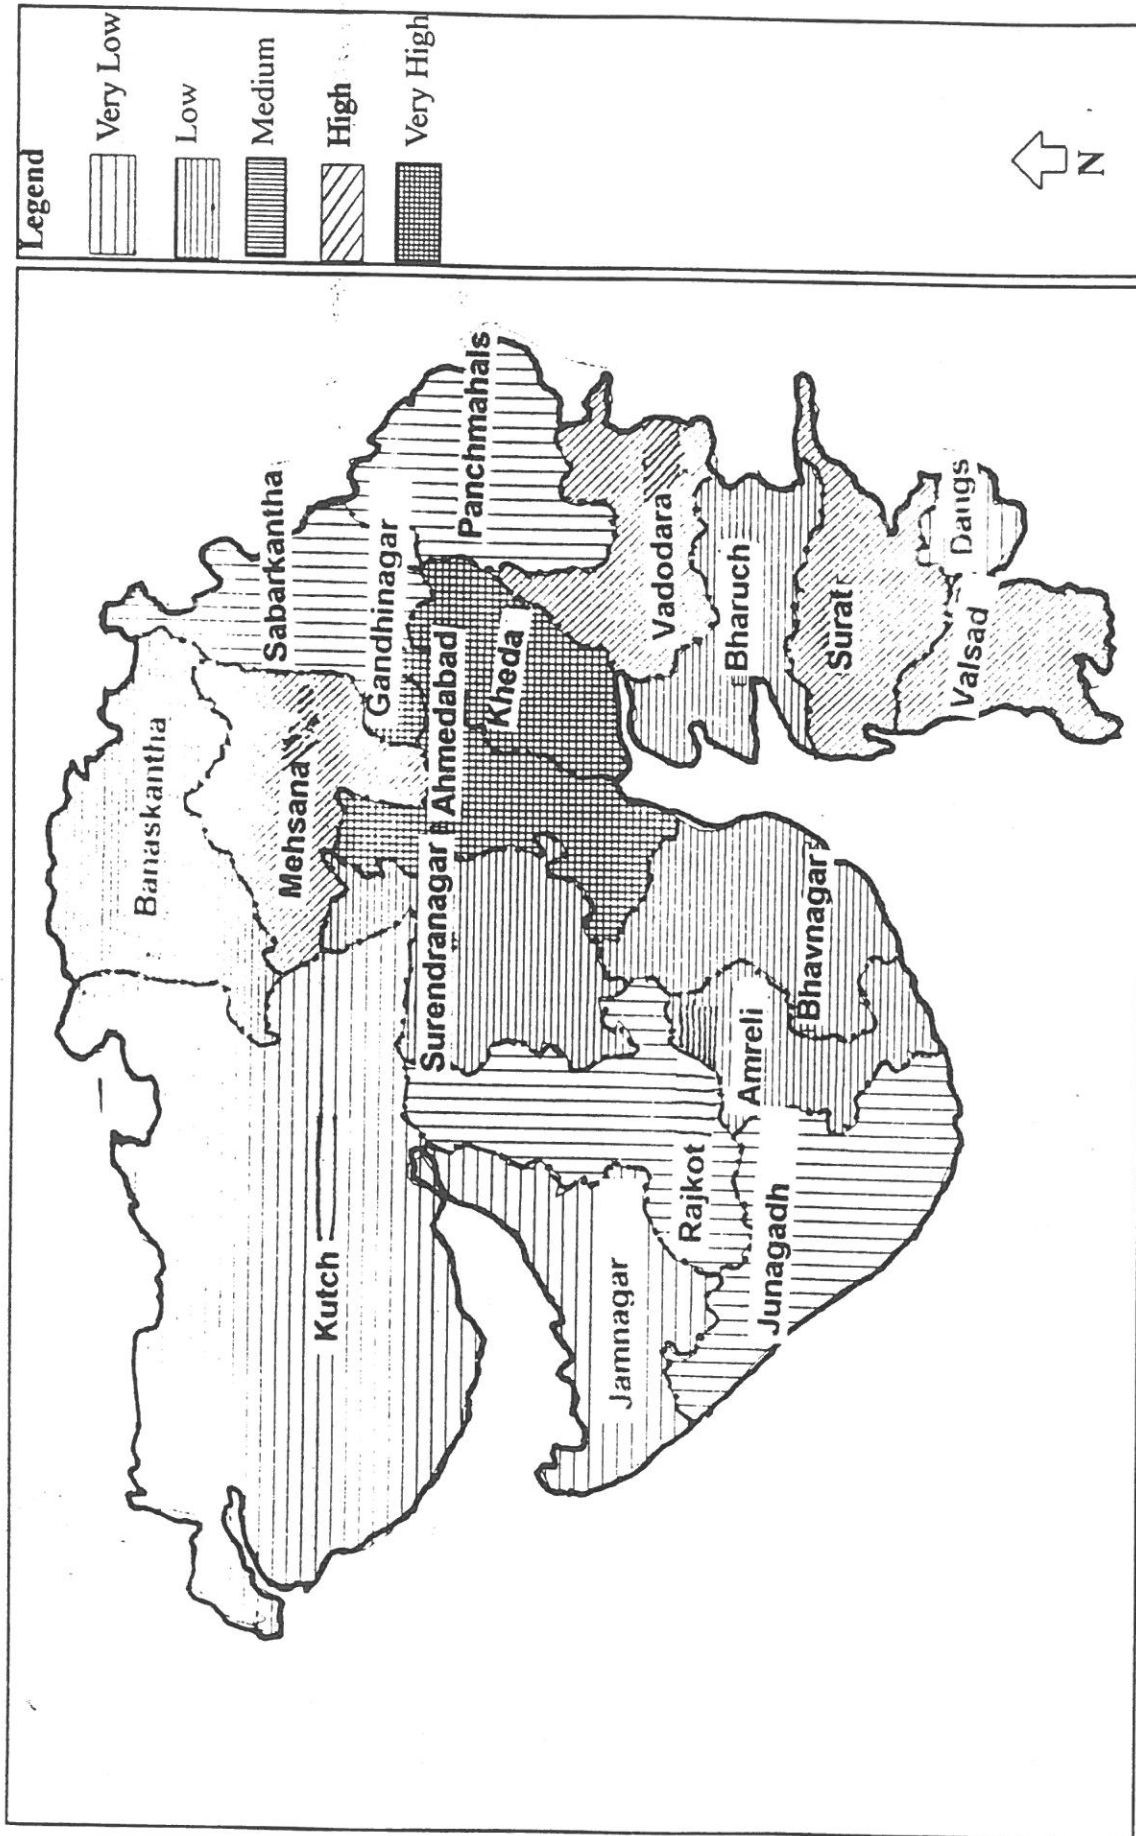 Legend
Very Low
Low
Medium
High
Very High
N
Banaskantha
Sabarkantha
Mehsana
Gandhinagar
Panchmahals
Kutch
Ahmedabad
Kheda
Surendranagar
Vadodara
Bharuch
Jamnagar
Rajkot
Amreli
Bhavnagar
Junagadh
Surat
Valsad
Dangs